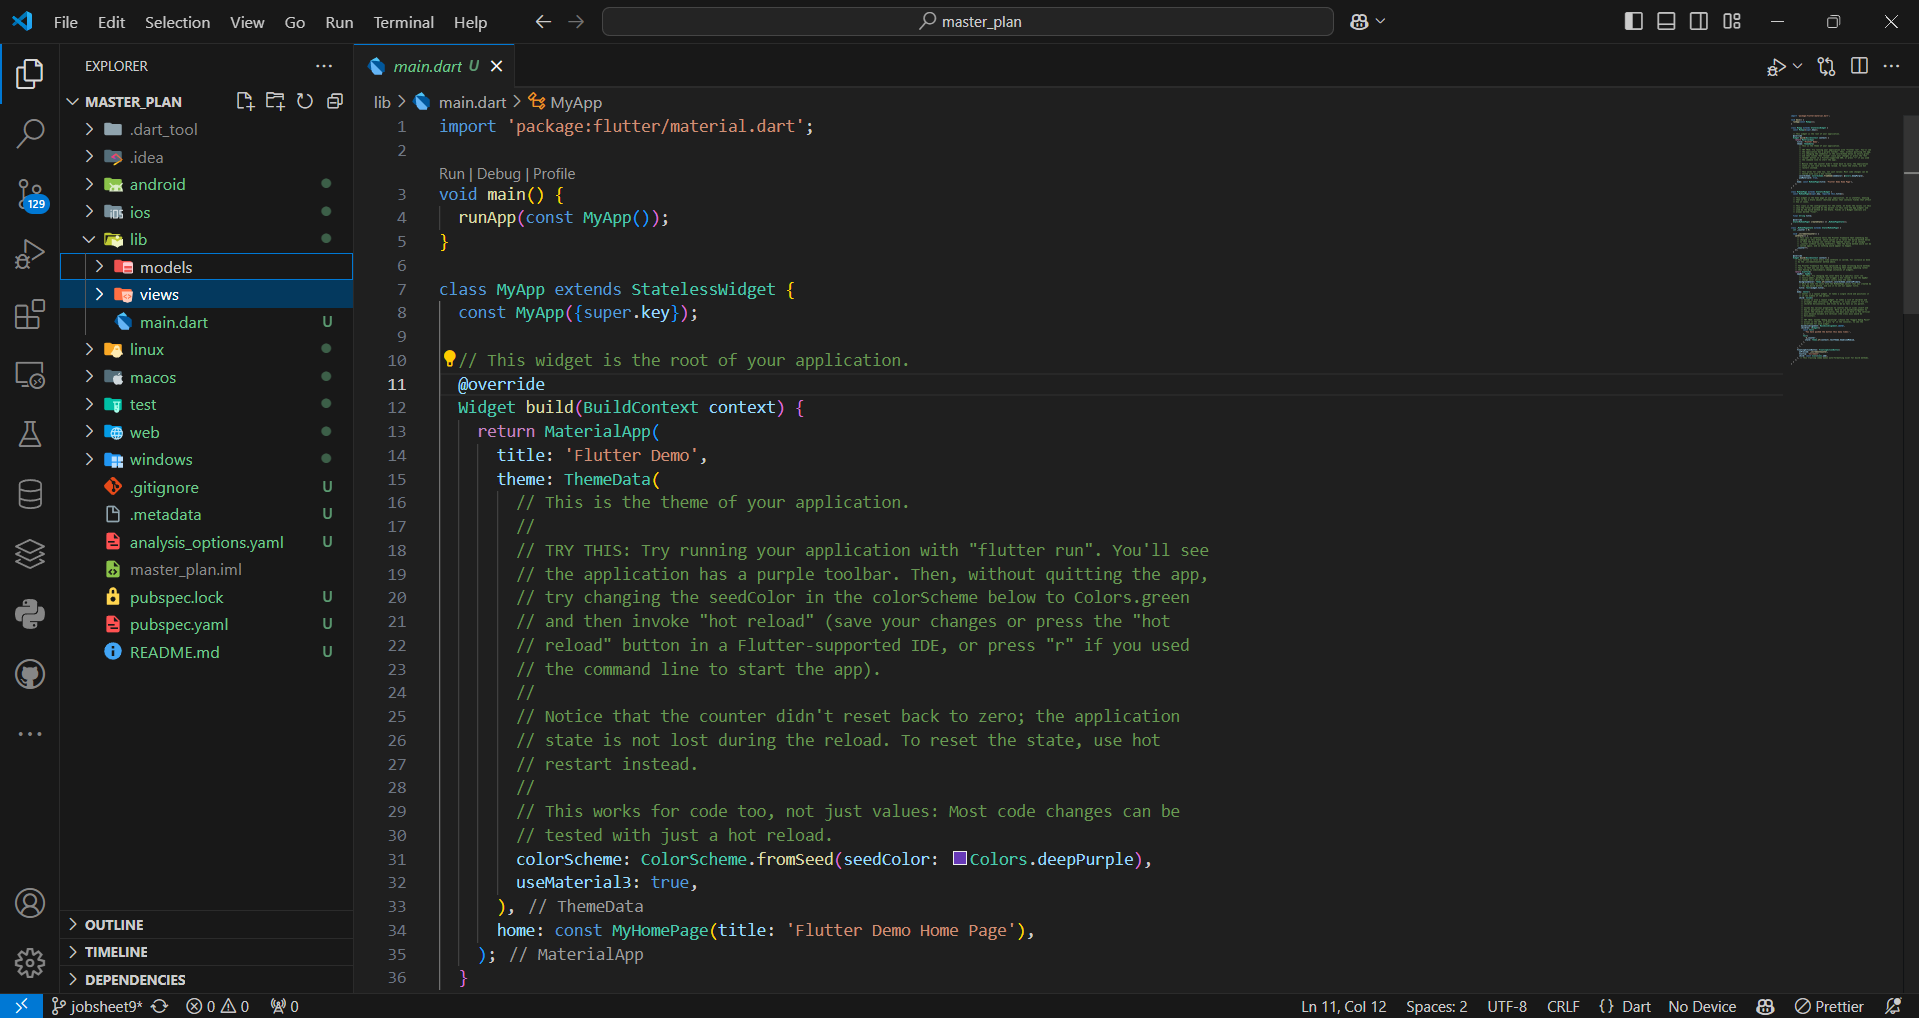 File Edit Selection View Go Run Terminal Help
master_plan
EXPLORER
MASTER_PLAN
.dart_tool
.idea
android
ios
lib
models
views
main.dart U
linux
macos
test
web
windows
.gitignore U
.metadata U
analysis_options.yaml U
master_plan.iml
pubspec.lock U
pubspec.yaml U
README.md U
OUTLINE
TIMELINE
DEPENDENCIES
129
main.dart U
lib > main.dart > MyApp
1 import 'package:flutter/material.dart';
2
Run | Debug | Profile
3 void main() {
4 runApp(const MyApp());
5 }
6
7 class MyApp extends StatelessWidget {
8 const MyApp({super.key});
9
10 // This widget is the root of your application.
11 @override
12 Widget build(BuildContext context) {
13 return MaterialApp(
14 title: 'Flutter Demo',
15 theme: ThemeData(
16 // This is the theme of your application.
17 //
18 // TRY THIS: Try running your application with "flutter run". You'll see
19 // the application has a purple toolbar. Then, without quitting the app,
20 // try changing the seedColor in the colorScheme below to Colors.green
21 // and then invoke "hot reload" (save your changes or press the "hot
22 // reload" button in a Flutter-supported IDE, or press "r" if you used
23 // the command line to start the app).
24 //
25 // Notice that the counter didn't reset back to zero; the application
26 // state is not lost during the reload. To reset the state, use hot
27 // restart instead.
28 //
29 // This works for code too, not just values: Most code changes can be
30 // tested with just a hot reload.
31 colorScheme: ColorScheme.fromSeed(seedColor: Colors.deepPurple),
32 useMaterial3: true,
33 ), // ThemeData
34 home: const MyHomePage(title: 'Flutter Demo Home Page'),
35 ); // MaterialApp
36 }
jobsheet9* 0 0 0 Ln 11, Col 12 Spaces: 2 UTF-8 CRLF {} Dart No Device Prettier